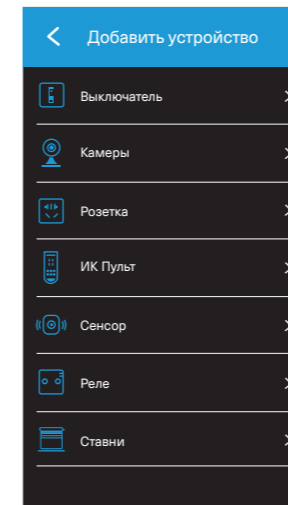 Добавить устройство
Выключатель
Камеры
Розетка
ИК Пульт
Сенсор
Реле
Ставни